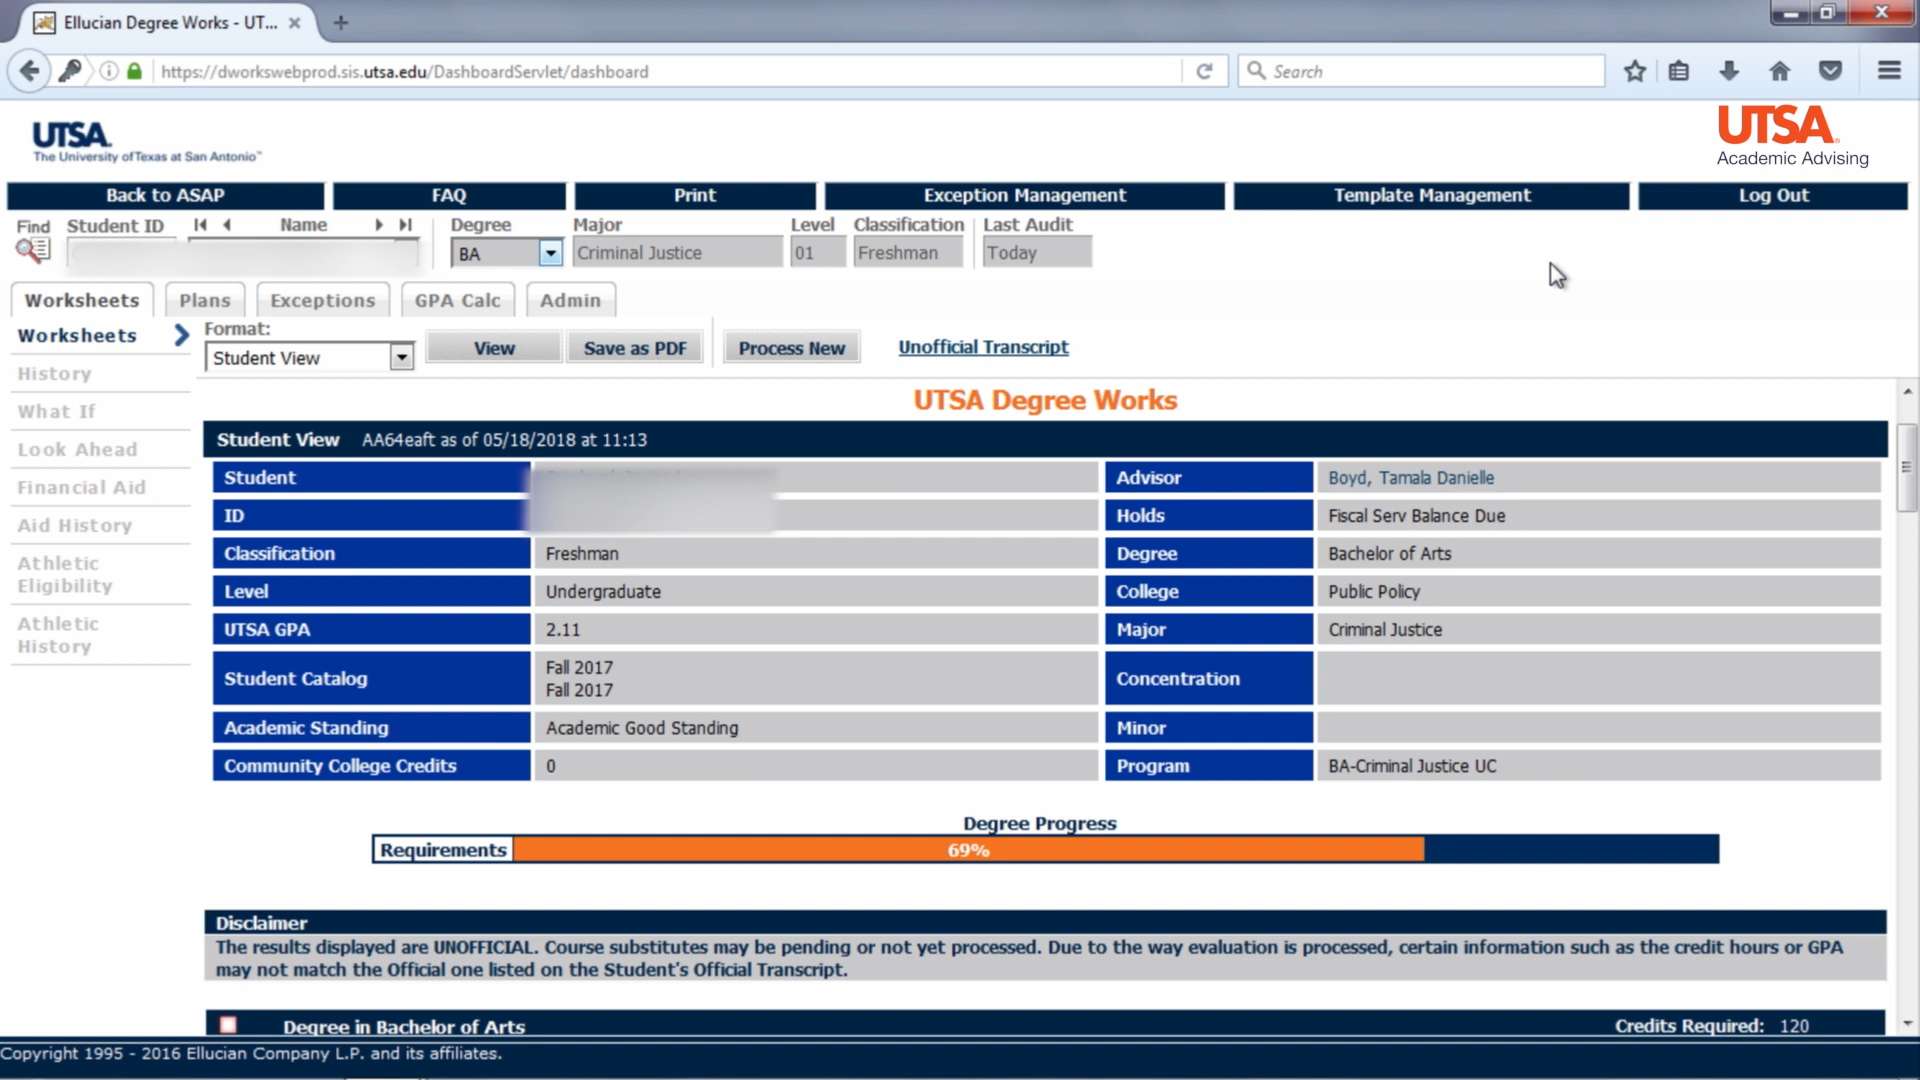 Ellucian Degree Works - UT...
https://dworkswebprod.sis.utsa.edu/DashboardServlet/dashboard
Search
UTSA
The University of Texas at San Antonio™
UTSA®
Academic Advising
Back to ASAP FAQ Print Exception Management Template Management Log Out
Find Student ID Name Degree Major Level Classification Last Audit
BA Criminal Justice 01 Freshman Today
Worksheets Plans Exceptions GPA Calc Admin
Worksheets
History
What If
Look Ahead
Financial Aid
Aid History
Athletic
Eligibility
Athletic
History
Format:
Student View View Save as PDF Process New Unofficial Transcript
UTSA Degree Works
Student View AA64eaft as of 05/18/2018 at 11:13
Student Advisor Boyd, Tamala Danielle
ID Holds Fiscal Serv Balance Due
Classification Freshman Degree Bachelor of Arts
Level Undergraduate College Public Policy
UTSA GPA 2.11 Major Criminal Justice
Student Catalog Fall 2017
Fall 2017 Concentration
Academic Standing Academic Good Standing Minor
Community College Credits 0 Program BA-Criminal Justice UC
Degree Progress
Requirements 69%
Disclaimer
The results displayed are UNOFFICIAL. Course substitutes may be pending or not yet processed. Due to the way evaluation is processed, certain information such as the credit hours or GPA
may not match the Official one listed on the Student's Official Transcript.
Degree in Bachelor of Arts Credits Required: 120
Copyright 1995 - 2016 Ellucian Company L.P. and its affiliates.